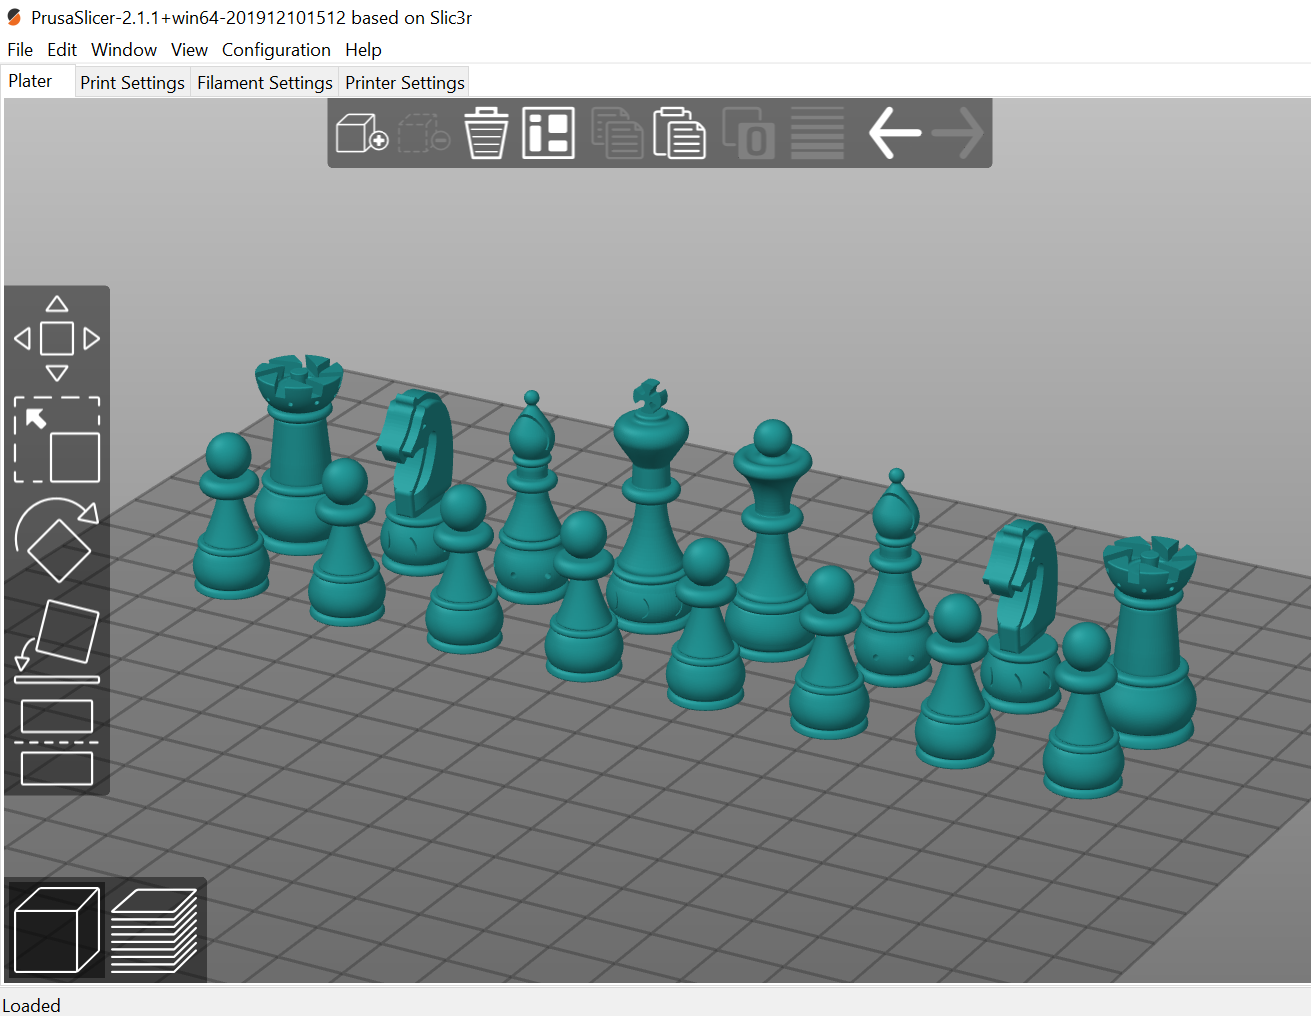 PrusaSlicer-2.1.1+win64-201912101512 based on Slic3r
File Edit Window View Configuration Help
Plater Print Settings Filament Settings Printer Settings
0
Loaded